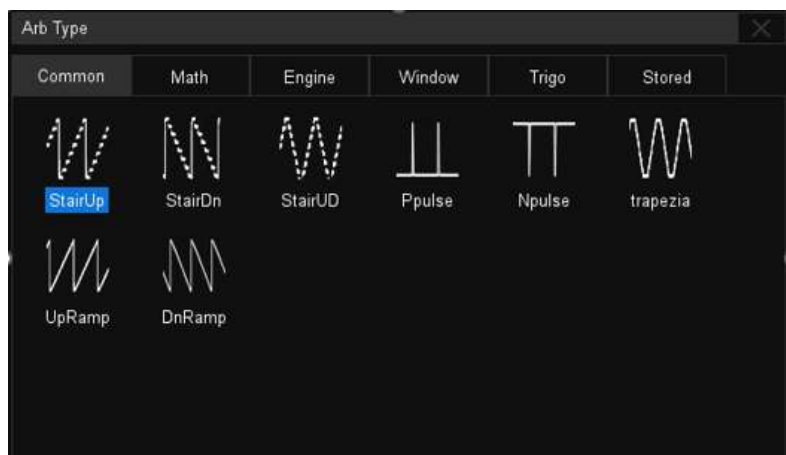 Arb Type
Common Math Engine Window Trigo Stored
StairUp StairDn StairUD Ppulse Npulse trapezia
UpRamp DnRamp